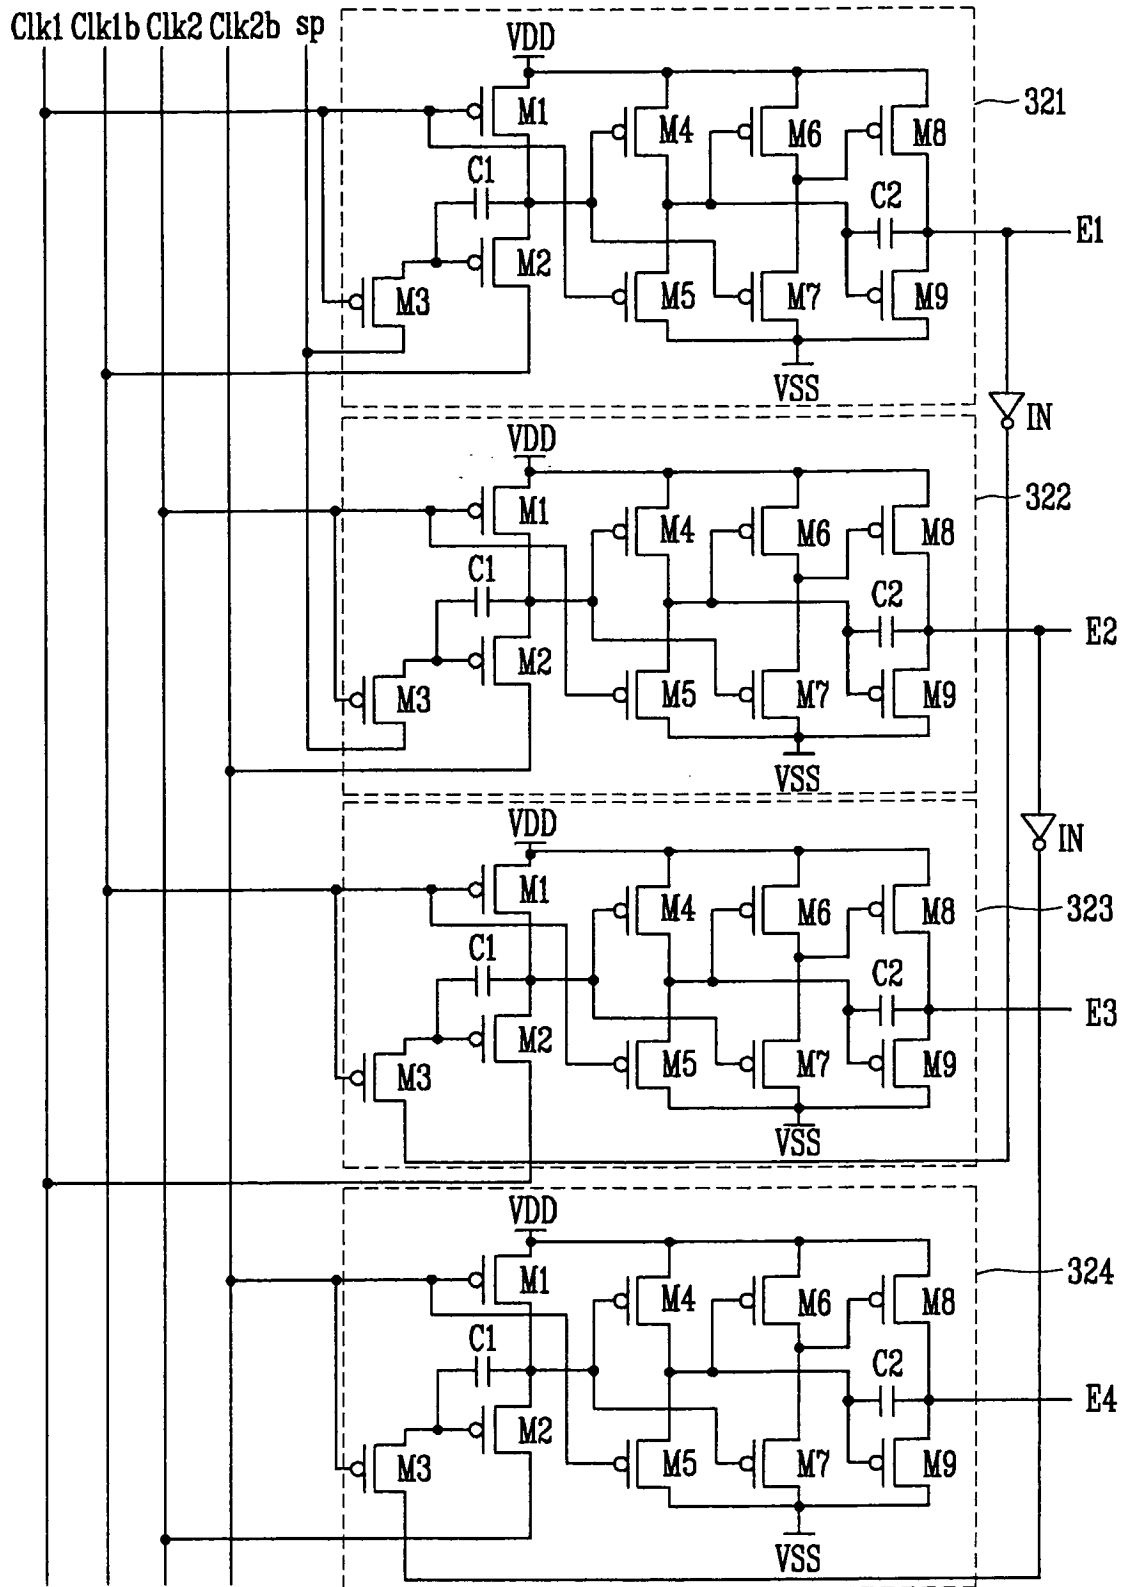 Clk1 Clk1b Clk2 Clk2b sp
VDD
M1 M4 M6 M8 321
C1 C2
E1
M2
M3 M5 M7 M9
VSS
IN
VDD
M1 M4 M6 M8 322
C1 C2
E2
M2
M3 M5 M7 M9
VSS
VDD
IN
M1 M4 M6 M8 323
C1 C2
E3
M2
M3 M5 M7 M9
VSS
VDD
M1 M4 M6 M8 324
C1 C2
E4
M2
M3 M5 M7 M9
VSS